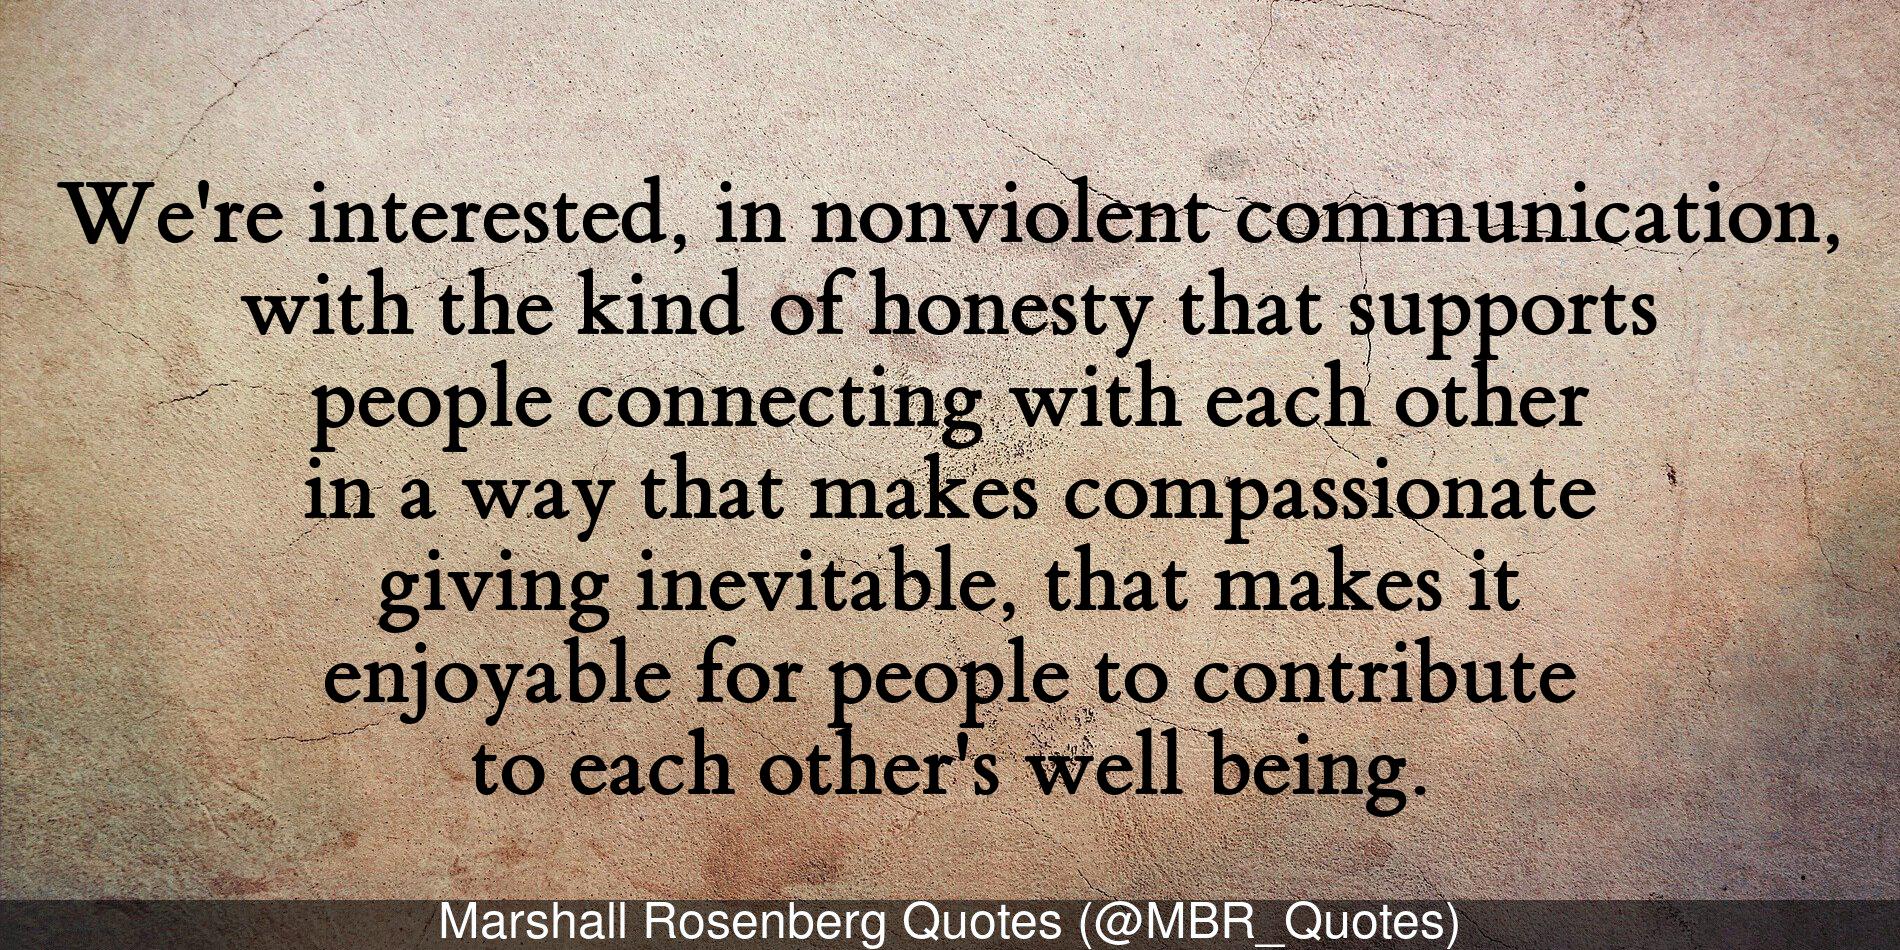 We're interested, in nonviolent communication,
with the kind of honesty that supports
people connecting with each other
in a way that makes compassionate
giving inevitable, that makes it
enjoyable for people to contribute
to each other's well being.
Marshall Rosenberg Quotes (@MBR_Quotes)